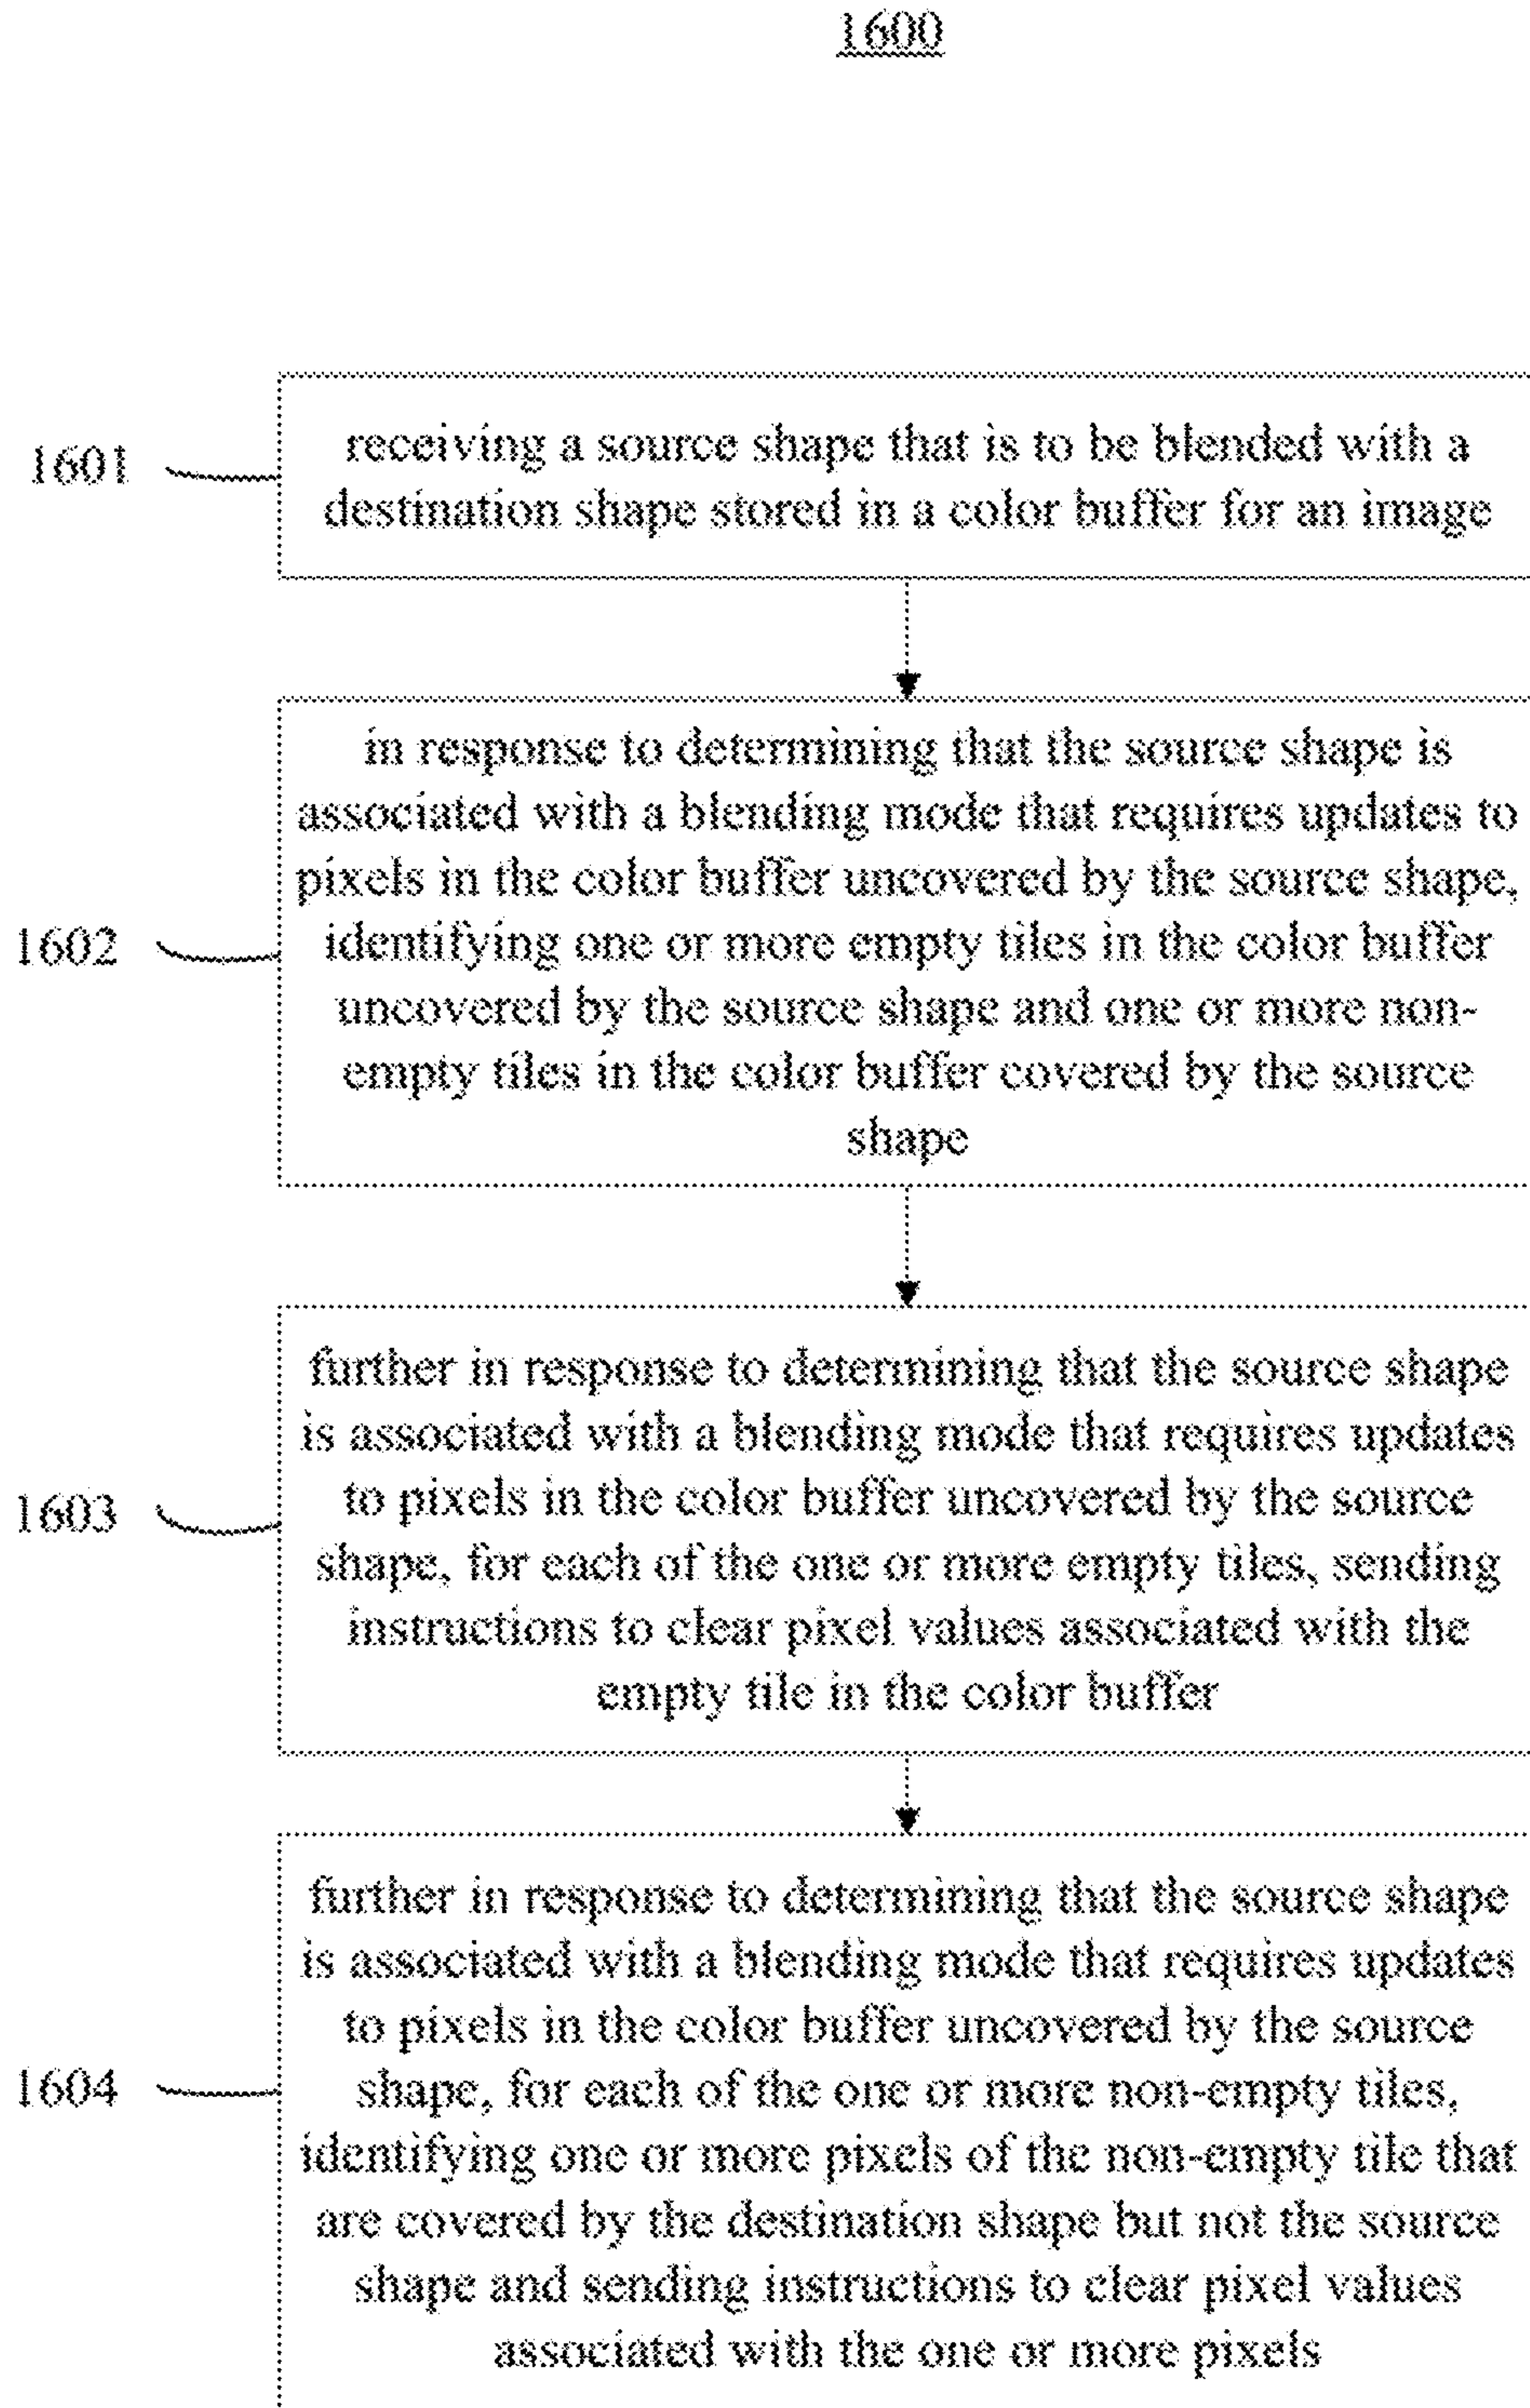 1600
1601
receiving a source shape that is to be blended with a
destination shape stored in a color buffer for an image
in response to determining that the source shape is
associated with a blending mode that requires updates to
pixels in the color buffer uncovered by the source shape,
1602
identifying one or more empty tiles in the color buffer
uncovered by the source shape and one or more non-
empty tiles in the color buffer covered by the source
shape
further in response to determining that the source shape
is associated with a blending mode that requires updates
1603
to pixels in the color buffer uncovered by the source
shape, for each of the one or more empty tiles, sending
instructions to clear pixel values associated with the
empty tile in the color buffer
further in response to determining that the source shape
is associated with a blending mode that requires updates
to pixels in the color buffer uncovered by the source
1604
shape, for each of the one or more non-empty tiles,
identifying one or more pixels of the non-empty tile that
are covered by the destination shape but not the source
shape and sending instructions to clear pixel values
associated with the one or more pixels